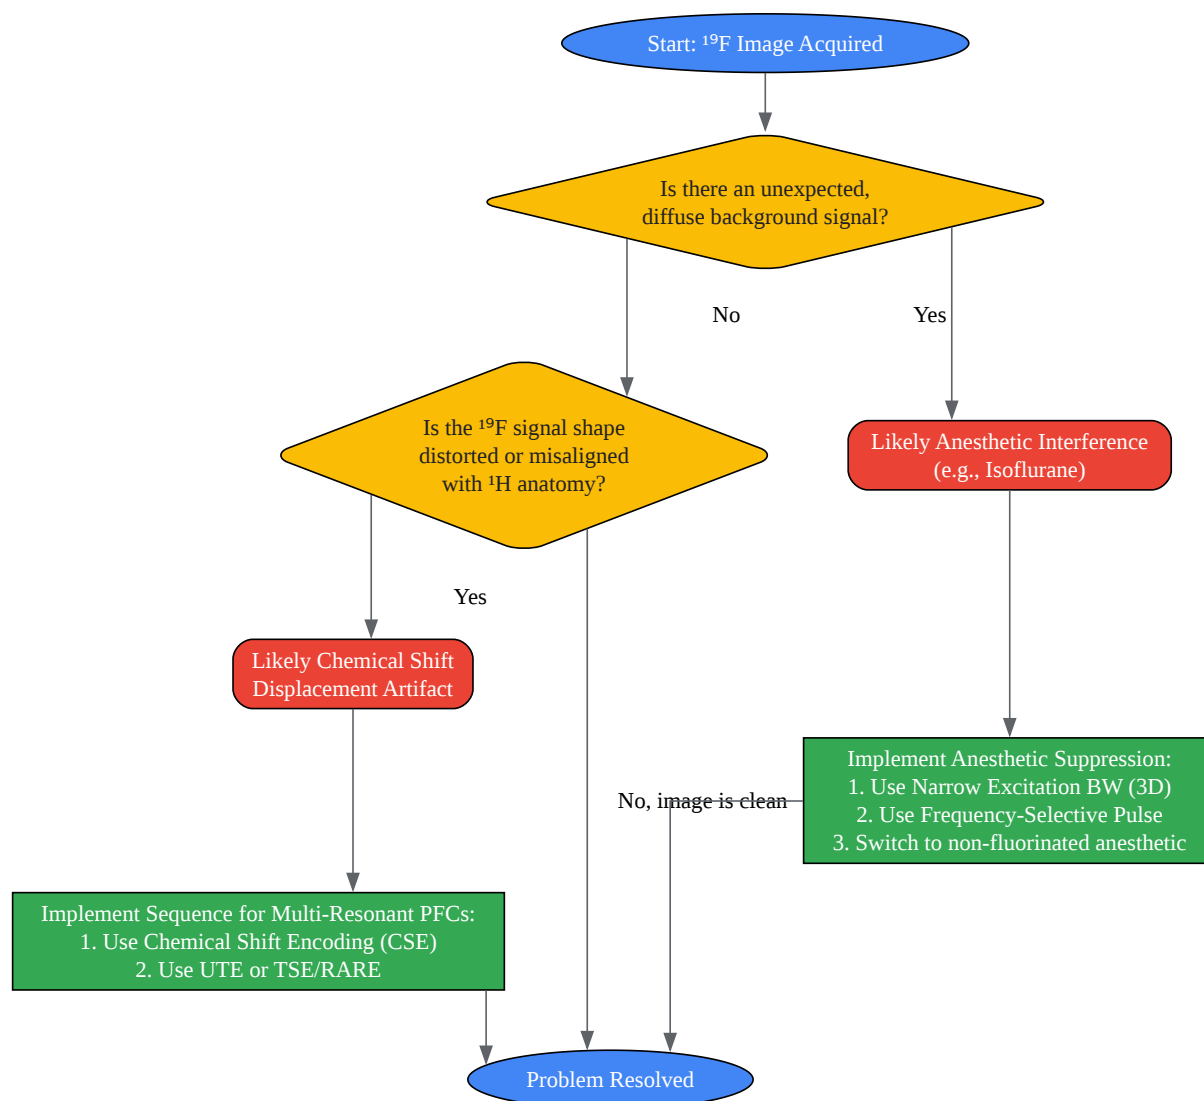 Start: ¹⁹F Image Acquired
Is there an unexpected,
diffuse background signal?
No
Yes
Is the ¹⁹F signal shape
distorted or misaligned
with ¹H anatomy?
Likely Anesthetic Interference
(e.g., Isoflurane)
Yes
Likely Chemical Shift
Displacement Artifact
Implement Anesthetic Suppression:
1. Use Narrow Excitation BW (3D)
2. Use Frequency-Selective Pulse
3. Switch to non-fluorinated anesthetic
No, image is clean
Implement Sequence for Multi-Resonant PFCs:
1. Use Chemical Shift Encoding (CSE)
2. Use UTE or TSE/RARE
Problem Resolved